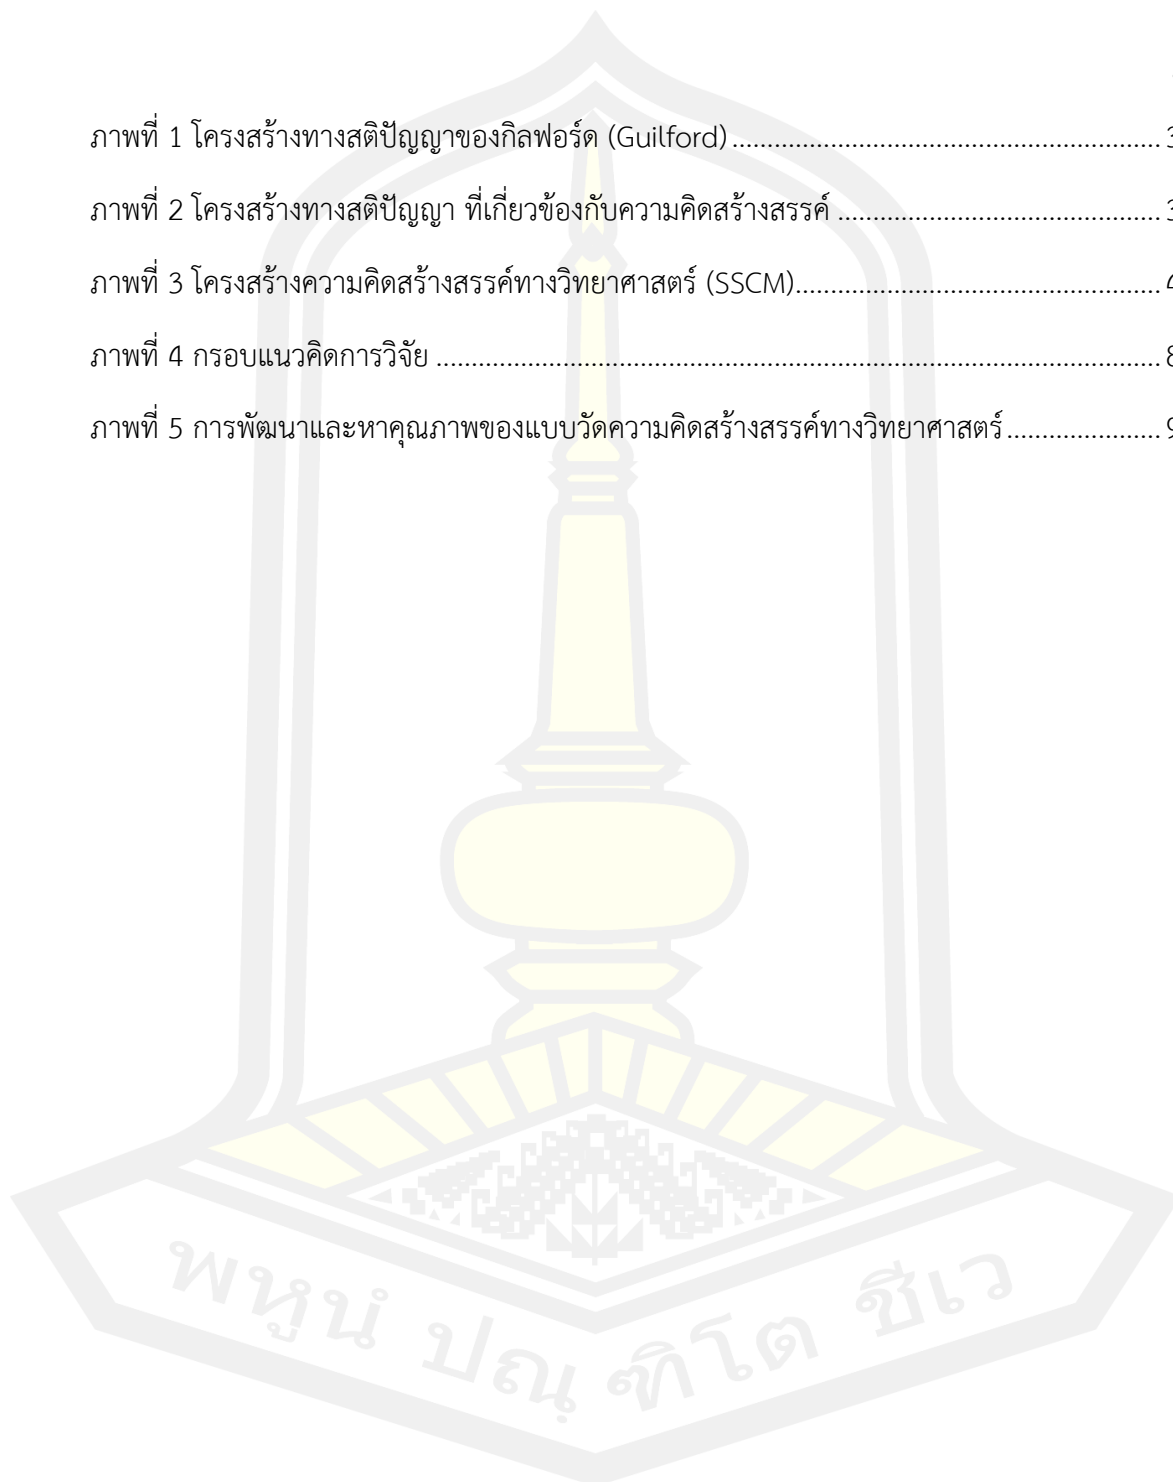 ภาพที่ 1 โครงสร้างทางสติปัญญาของกิลฟอร์ด (Guilford)............................................................ 3
ภาพที่ 2 โครงสร้างทางสติปัญญา ที่เกี่ยวข้องกับความคิดสร้างสรรค์ ............................................. 3
ภาพที่ 3 โครงสร้างความคิดสร้างสรรค์ทางวิทยาศาสตร์ (SSCM)................................................... 4
ภาพที่ 4 กรอบแนวคิดการวิจัย ..................................................................................................... 8
ภาพที่ 5 การพัฒนาและหาคุณภาพของแบบวัดความคิดสร้างสรรค์ทางวิทยาศาสตร์...................... 9
พหูนํ ปณฺฑิโต ชีเว